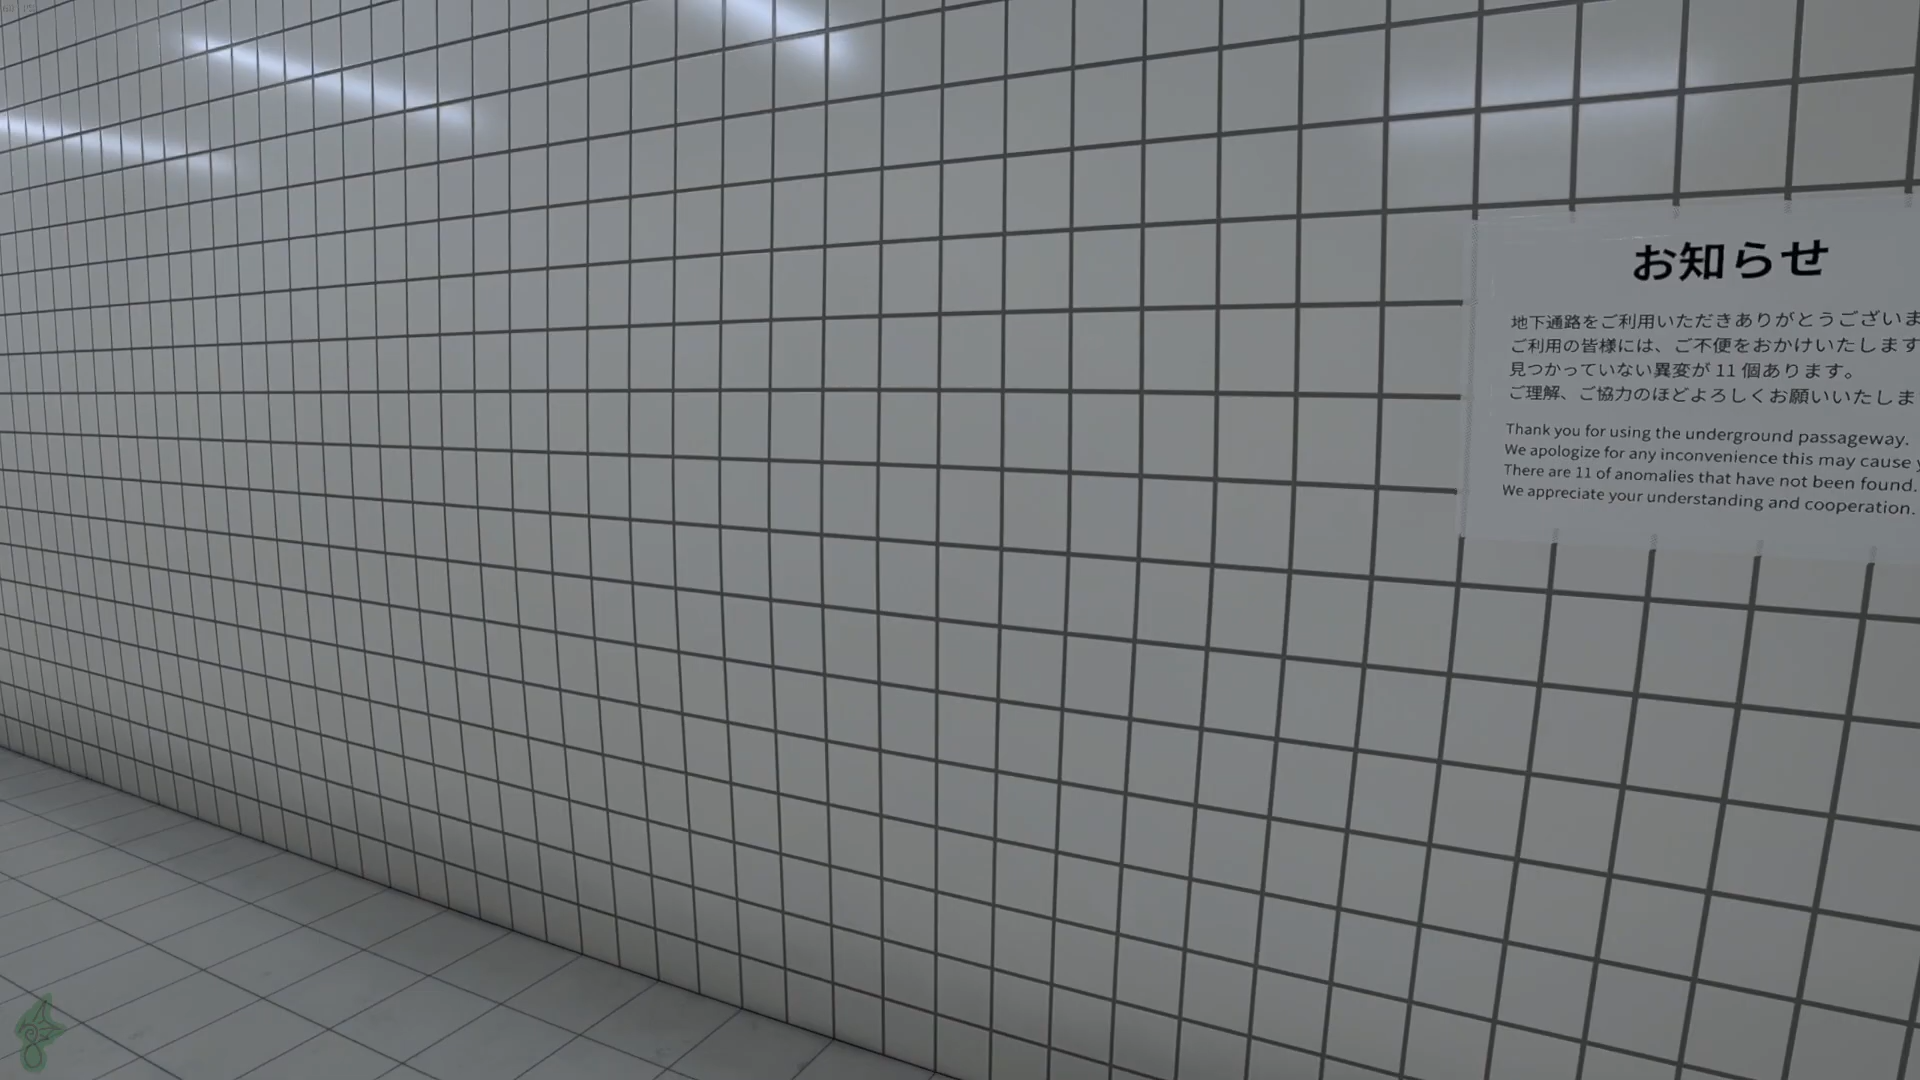 お知らせ
地下通路をご利用いただきありがとうございま
ご利用の皆様には、ご不便をおかけいたします
見つかっていない異変が 11 個あります。
ご理解、ご協力のほどよろしくお願いいたしま
Thank you for using the underground passageway.
We apologize for any inconvenience this may cause
There are 11 of anomalies that have not been found.
We appreciate your understanding and cooperation.